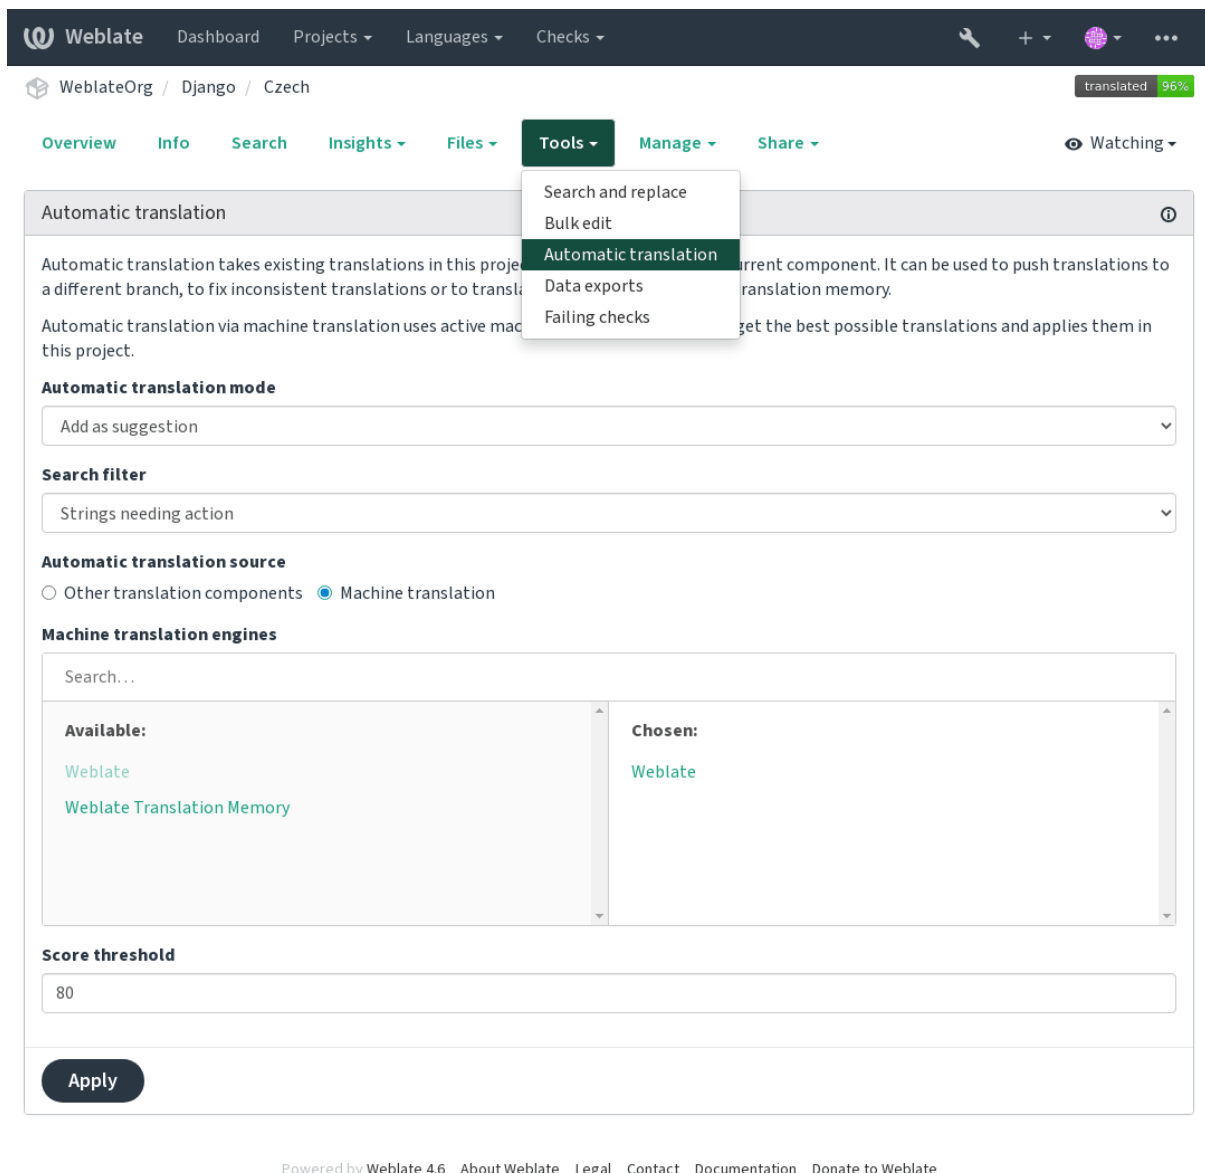 Weblate Dashboard Projects Languages Checks
WeblateOrg / Django / Czech
translated 96%
Overview Info Search Insights Files Tools Manage Share Watching
Search and replace
Bulk edit
Automatic translation
Data exports
Failing checks
Automatic translation
Automatic translation takes existing translations in this proje rrent component. It can be used to push translations to
a different branch, to fix inconsistent translations or to transla ranslation memory.
Automatic translation via machine translation uses active mac get the best possible translations and applies them in
this project.
Automatic translation mode
Add as suggestion
Search filter
Strings needing action
Automatic translation source
Other translation components Machine translation
Machine translation engines
Search…
Available:
Weblate
Weblate Translation Memory
Chosen:
Weblate
Score threshold
80
Apply
Powered by Weblate 4.6 About Weblate Legal Contact Documentation Donate to Weblate